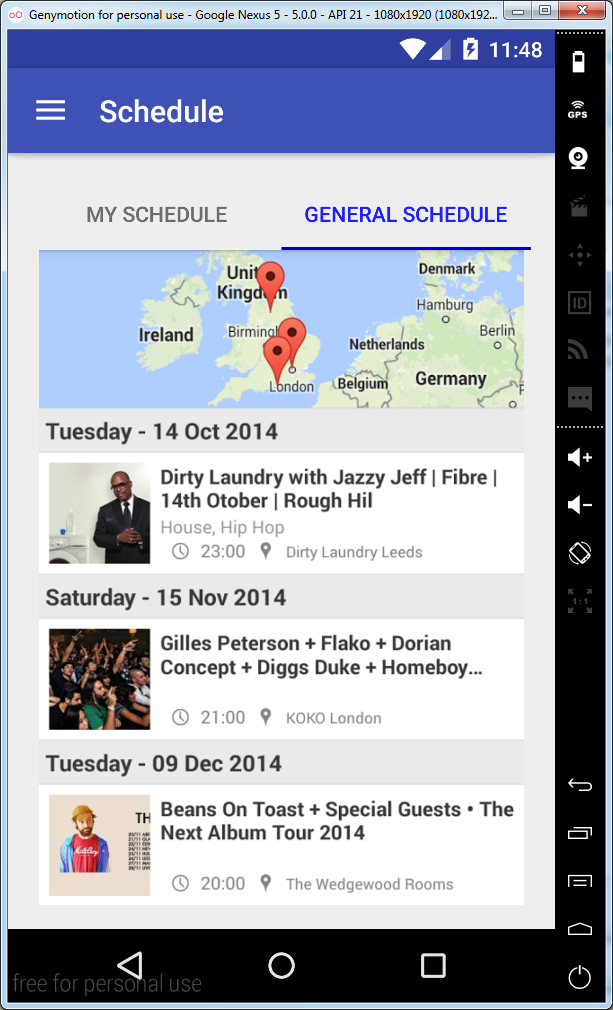 Genymotion for personal use - Google Nexus 5 - 5.0.0 - API 21 - 1080x1920 (1080x192...
11:48
GPS
Schedule
MY SCHEDULE
GENERAL SCHEDULE
United
Kingdom
Denmark
Hamburg
Ireland
Berlin
Netherlands
London
Belgium
Germany
ID
Tuesday - 14 Oct 2014
Dirty Laundry with Jazzy Jeff | Fibre |
14th Otober | Rough Hil
House, Hip Hop
23:00
Dirty Laundry Leeds
1:1
Saturday - 15 Nov 2014
Gilles Peterson + Flako + Dorian
Concept + Diggs Duke + Homeboy...
21:00
KOKO London
Tuesday - 09 Dec 2014
Beans On Toast + Special Guests • The
Next Album Tour 2014
20:00
The Wedgewood Rooms
free for personal use